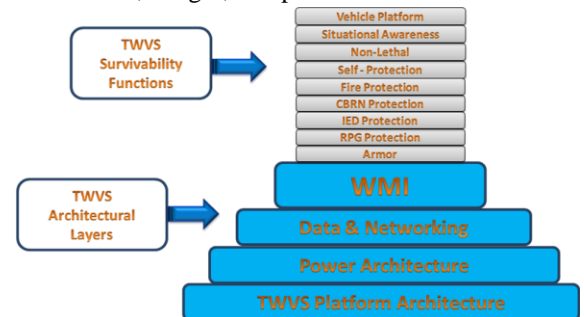 Vehicle Platform
Situational Awareness
Non-Lethal
Self - Protection
Fire Protection
CBRN Protection
IED Protection
RPG Protection
Armor
TWVS
Survivability
Functions
WMI
Data & Networking
Power Architecture
TWVS Platform Architecture
TWVS
Architectural
Layers